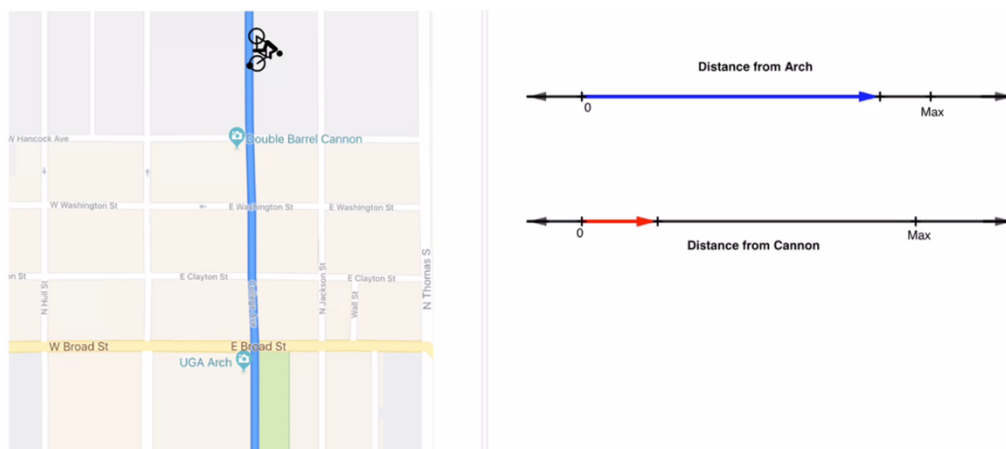 W Hancock Ave
Double Barrel Cannon
W Washington St
E Washington St
E Washington St
on St
E Clayton St
E Clayton St
N Hull St
N Jackson St
Wall St
N Thomas S
W Broad St
E Broad St
UGA Arch
Distance from Arch
0
Max
0
Max
Distance from Cannon